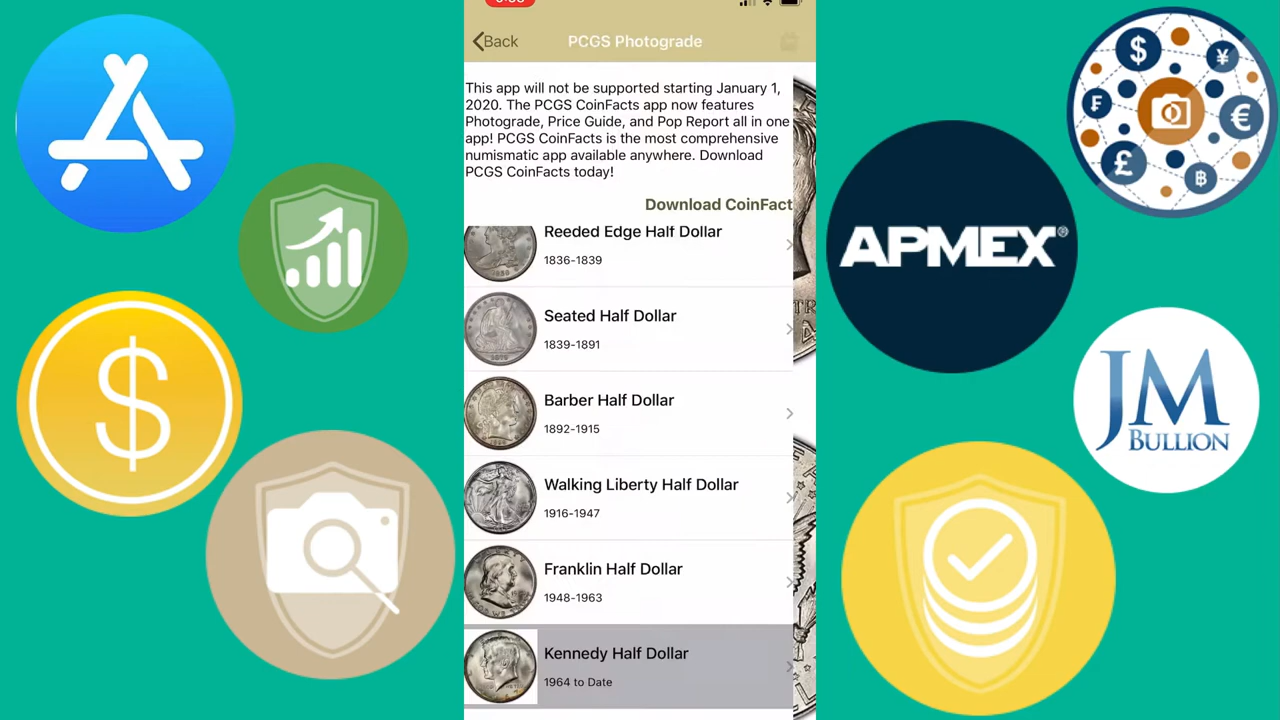 Back
PCGS Photograde
This app will not be supported starting January 1,
2020. The PCGS CoinFacts app now features
Photograde, Price Guide, and Pop Report all in one
app! PCGS CoinFacts is the most comprehensive
numismatic app available anywhere. Download
PCGS CoinFacts today!
Download CoinFact
Reeded Edge Half Dollar
1836-1839
Seated Half Dollar
1839-1891
Barber Half Dollar
1892-1915
Walking Liberty Half Dollar
1916-1947
Franklin Half Dollar
1948-1963
Kennedy Half Dollar
1964 to Date
$
$
¥
₣
€
£
฿
APMEX®
JM
BULLION